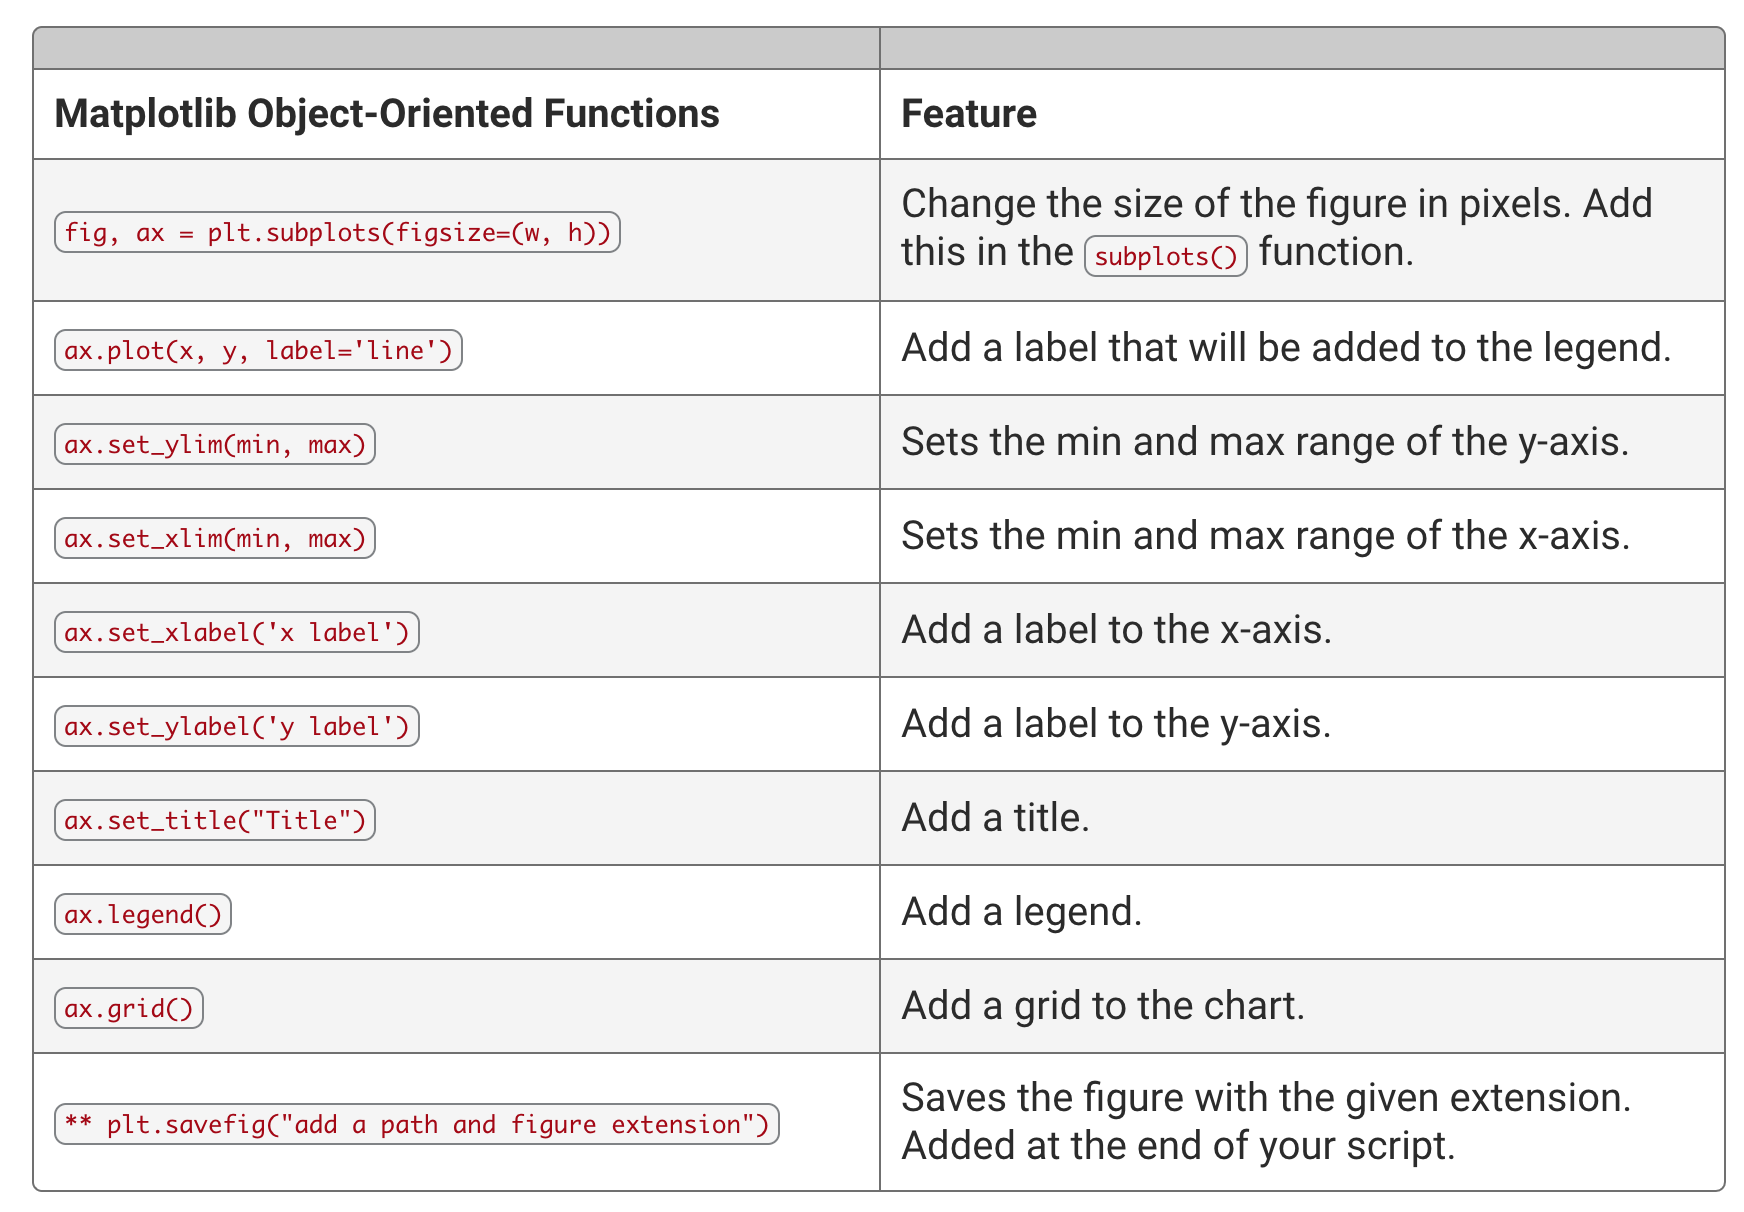 Matplotlib Object-Oriented Functions
Feature
fig, ax = plt.subplots(figsize=(w, h))
Change the size of the figure in pixels. Add
this in the subplots() function.
ax.plot(x, y, label='line')
Add a label that will be added to the legend.
ax.set_ylim(min, max)
Sets the min and max range of the y-axis.
ax.set_xlim(min, max)
Sets the min and max range of the x-axis.
ax.set_xlabel('x label')
Add a label to the x-axis.
ax.set_ylabel('y label')
Add a label to the y-axis.
ax.set_title("Title")
Add a title.
ax.legend()
Add a legend.
ax.grid()
Add a grid to the chart.
** plt.savefig("add a path and figure extension")
Saves the figure with the given extension.
Added at the end of your script.